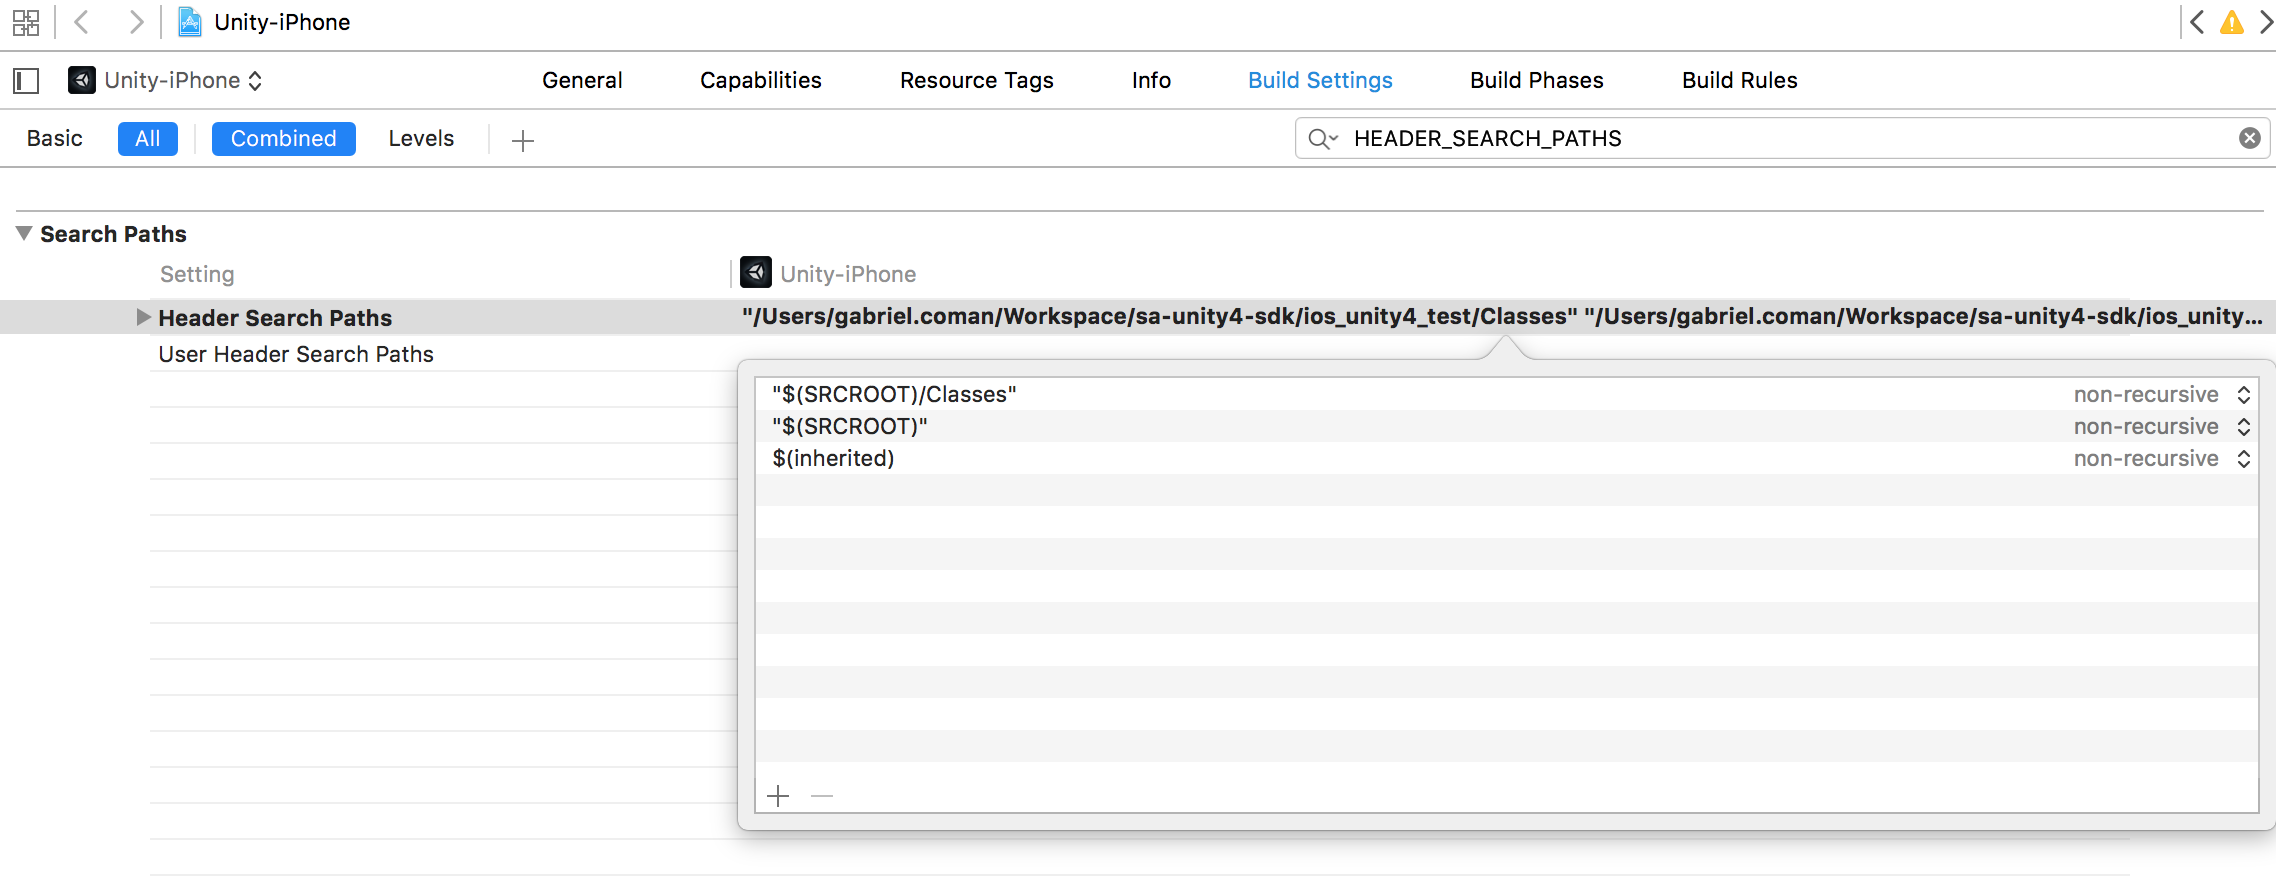 Unity-iPhone
Unity-iPhone General Capabilities Resource Tags Info Build Settings Build Phases Build Rules
Basic All Combined Levels HEADER_SEARCH_PATHS
Search Paths
Setting Unity-iPhone
Header Search Paths "/Users/gabriel.coman/Workspace/sa-unity4-sdk/ios_unity4_test/Classes" "/Users/gabriel.coman/Workspace/sa-unity4-sdk/ios_unity...
User Header Search Paths
"$(SRCROOT)/Classes" non-recursive
"$(SRCROOT)" non-recursive
$(inherited) non-recursive